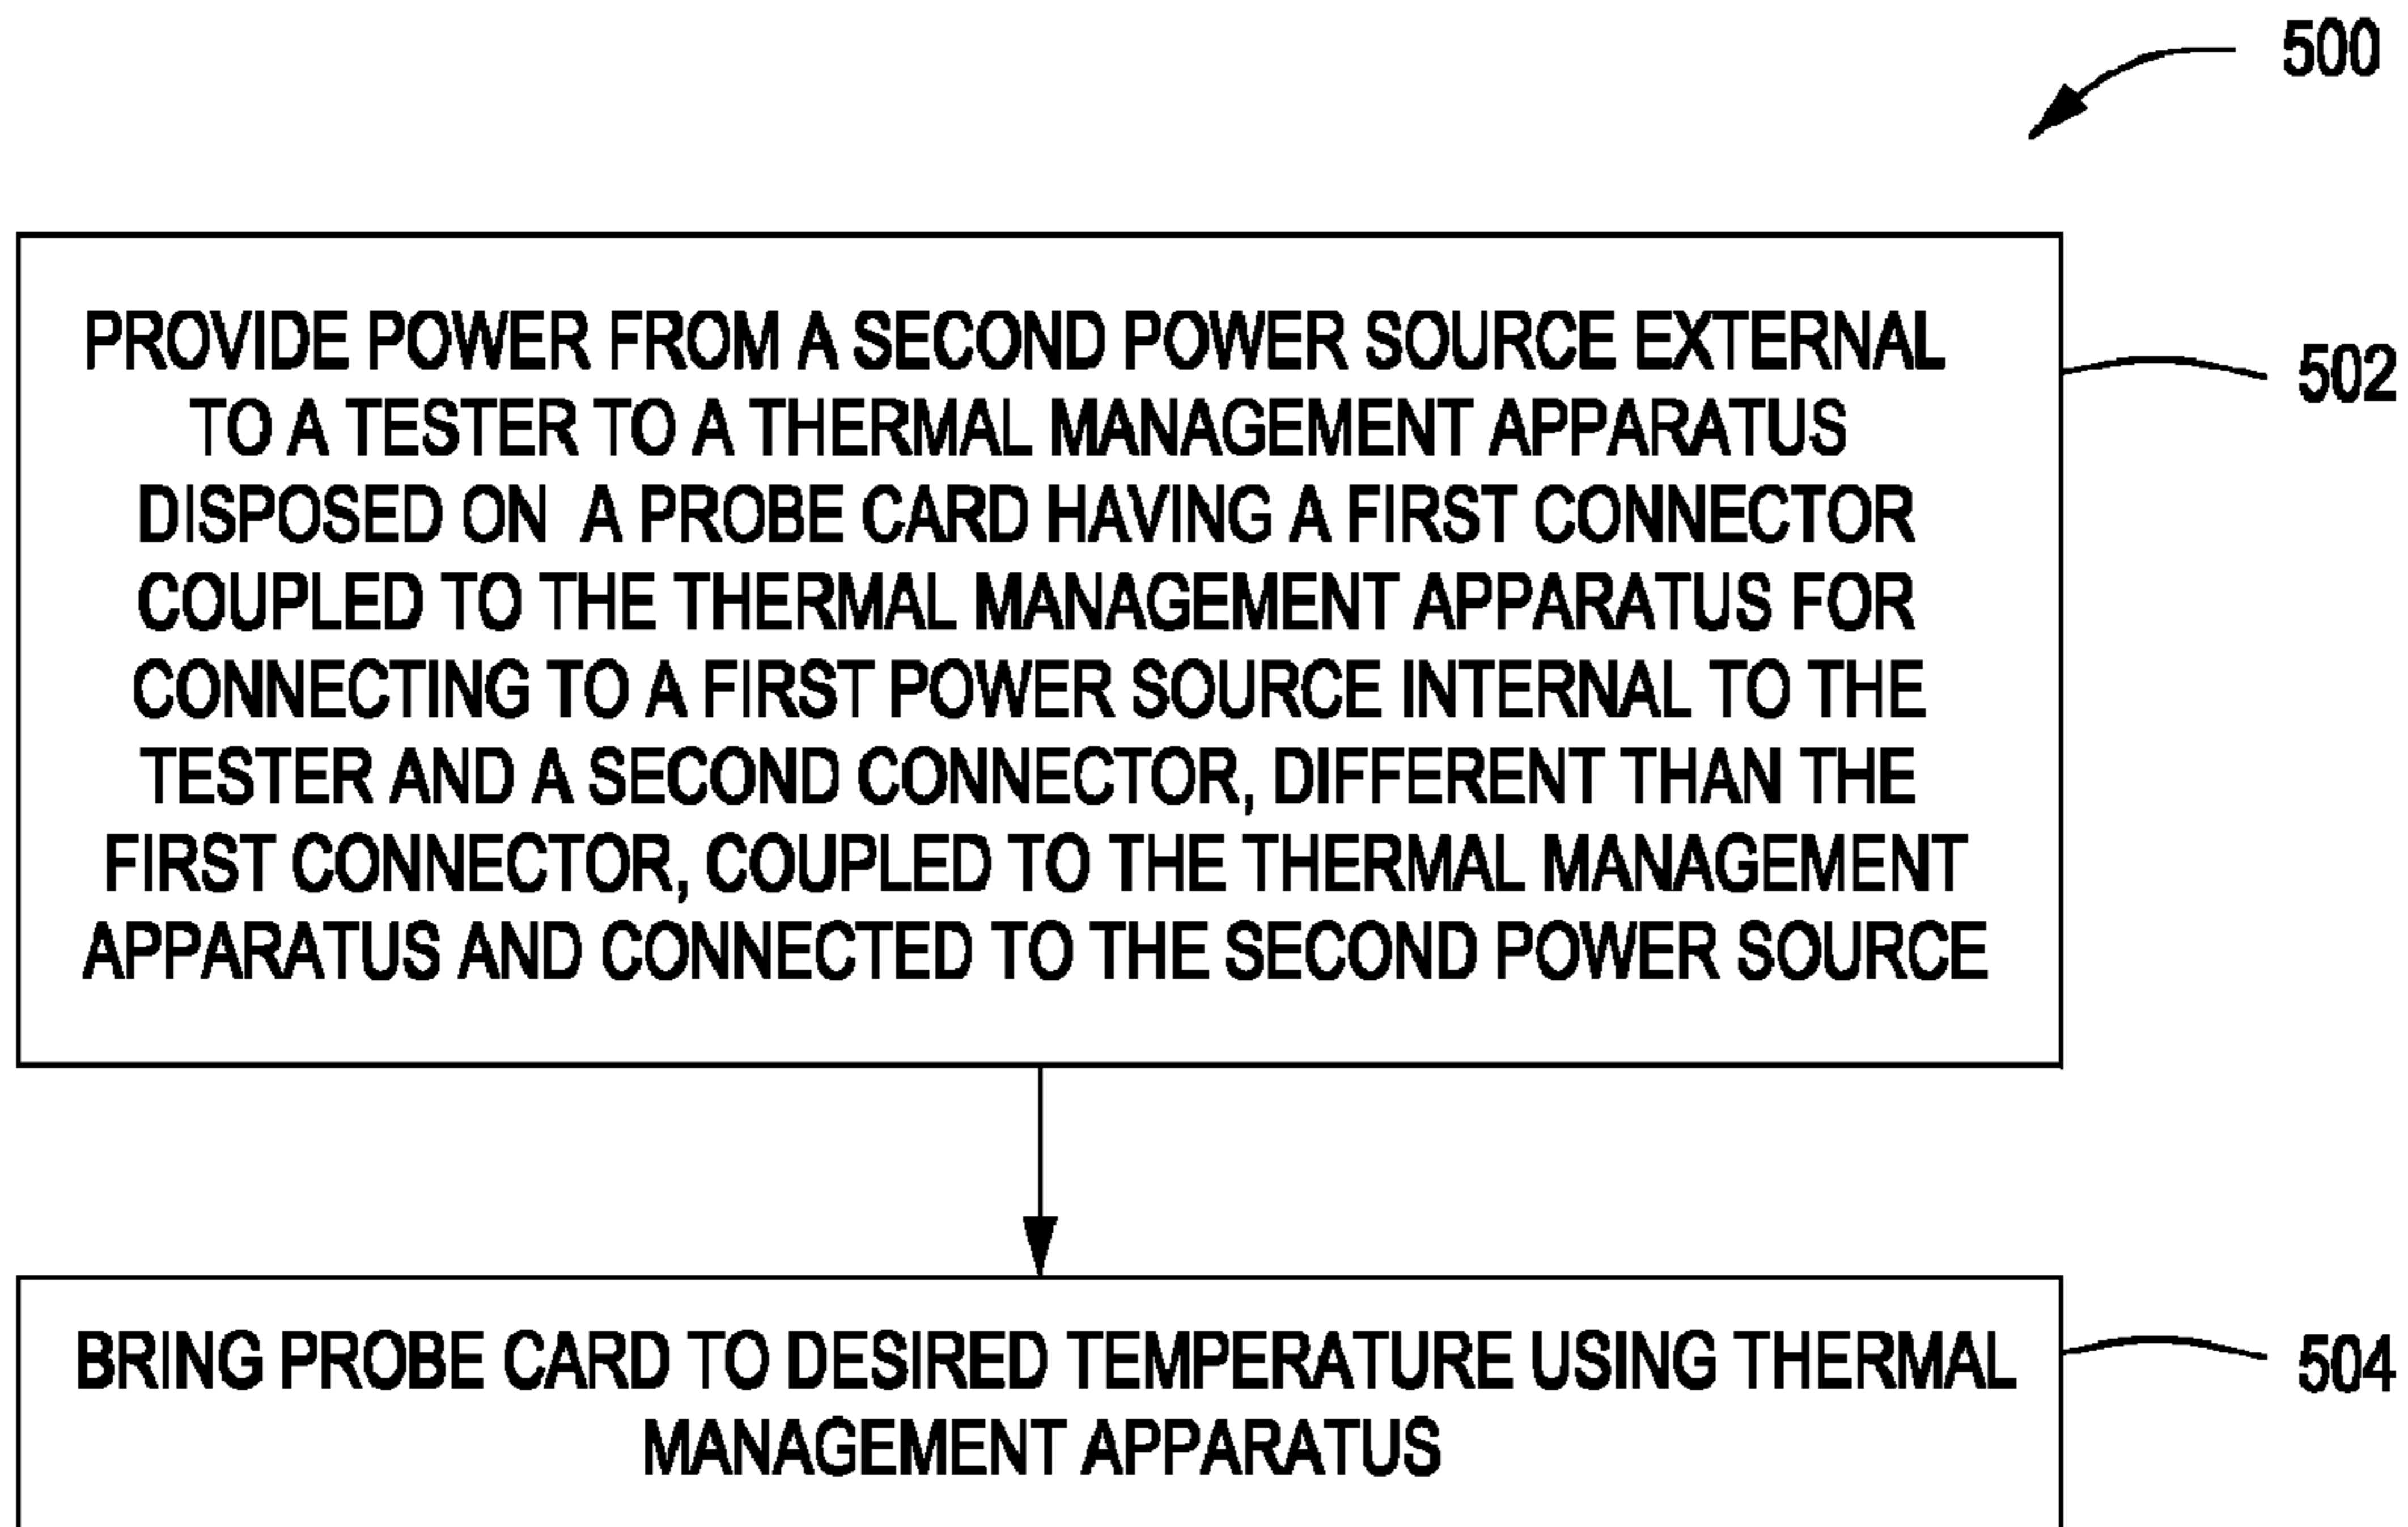 500
PROVIDE POWER FROM A SECOND POWER SOURCE EXTERNAL
TO A TESTER TO A THERMAL MANAGEMENT APPARATUS
DISPOSED ON A PROBE CARD HAVING A FIRST CONNECTOR
COUPLED TO THE THERMAL MANAGEMENT APPARATUS FOR
CONNECTING TO A FIRST POWER SOURCE INTERNAL TO THE
TESTER AND A SECOND CONNECTOR, DIFFERENT THAN THE
FIRST CONNECTOR, COUPLED TO THE THERMAL MANAGEMENT
APPARATUS AND CONNECTED TO THE SECOND POWER SOURCE
502
BRING PROBE CARD TO DESIRED TEMPERATURE USING THERMAL
MANAGEMENT APPARATUS
504